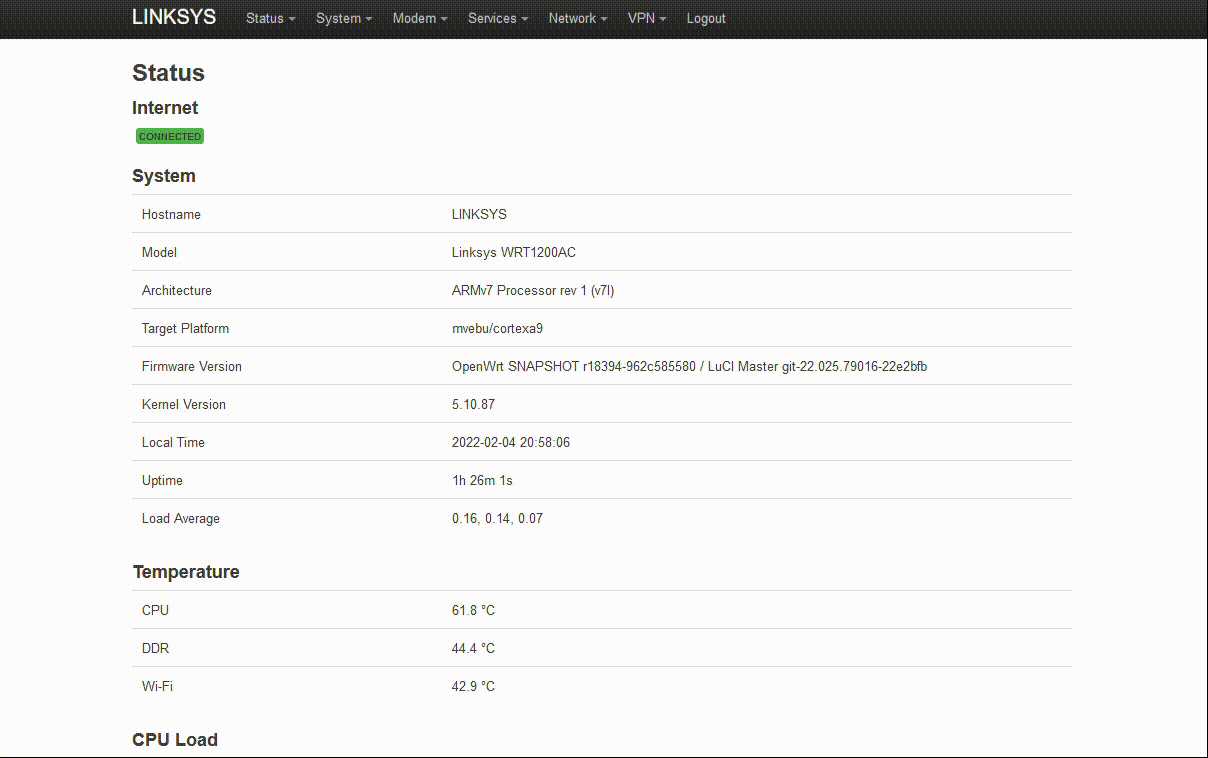 LINKSYS Status System Modem Services Network VPN Logout
Status
Internet
CONNECTED
System
Hostname LINKSYS
Model Linksys WRT1200AC
Architecture ARMv7 Processor rev 1 (v7l)
Target Platform mvebu/cortexa9
Firmware Version OpenWrt SNAPSHOT r18394-962c585580 / LuCI Master git-22.025.79016-22e2bfb
Kernel Version 5.10.87
Local Time 2022-02-04 20:58:06
Uptime 1h 26m 1s
Load Average 0.16, 0.14, 0.07
Temperature
CPU 61.8 °C
DDR 44.4 °C
Wi-Fi 42.9 °C
CPU Load